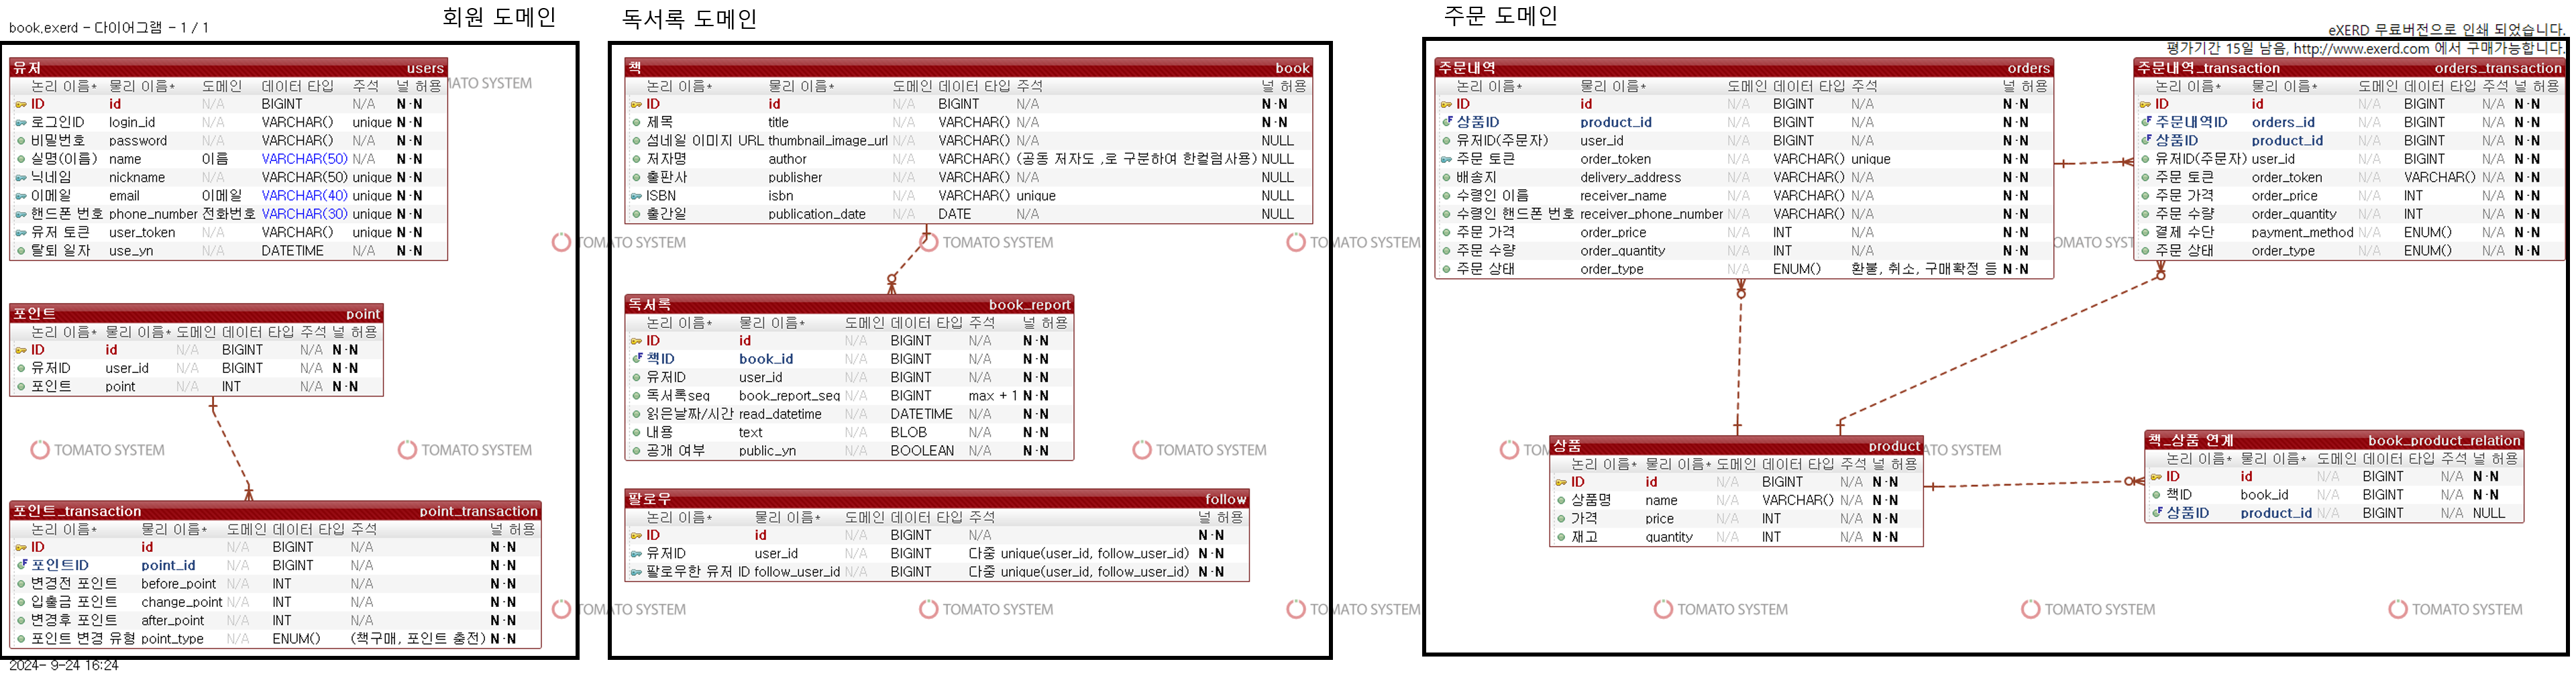 book.exerd - 다이어그램 - 1 / 1
회원 도메인
독서록 도메인
주문 도메인
eXERD 무료버전으로 인쇄 되었습니다.
평가기간 15일 남음, http://www.exerd.com 에서 구매가능합니다.
유저 users
논리 이름* 물리 이름* 도메인 데이터 타입 주석 널 허용
ID id N/A BIGINT N/A N·N
로그인ID login_id N/A VARCHAR() unique N·N
비밀번호 password N/A VARCHAR() N/A N·N
실명(이름) name 이름 VARCHAR(50) N/A N·N
닉네임 nickname N/A VARCHAR(50) unique N·N
이메일 email 이메일 VARCHAR(40) unique N·N
핸드폰 번호 phone_number 전화번호 VARCHAR(30) unique N·N
유저 토큰 user_token N/A VARCHAR() unique N·N
탈퇴 일자 use_yn N/A DATETIME N/A N·N
포인트 point
논리 이름* 물리 이름* 도메인 데이터 타입 주석 널 허용
ID id N/A BIGINT N/A N·N
유저ID user_id N/A BIGINT N/A N·N
포인트 point N/A INT N/A N·N
포인트_transaction point_transaction
논리 이름* 물리 이름* 도메인 데이터 타입 주석 널 허용
ID id N/A BIGINT N/A N·N
포인트ID point_id N/A BIGINT N/A N·N
변경전 포인트 before_point N/A INT N/A N·N
입출금 포인트 change_point N/A INT N/A N·N
변경후 포인트 after_point N/A INT N/A N·N
포인트 변경 유형 point_type N/A ENUM() (책구매, 포인트 충전) N·N
2024- 9-24 16:24
책 book
논리 이름* 물리 이름* 도메인 데이터 타입 주석 널 허용
ID id N/A BIGINT N/A N·N
제목 title N/A VARCHAR() N/A N·N
섬네일 이미지 URL thumbnail_image_url N/A VARCHAR() N/A NULL
저자명 author N/A VARCHAR() (공동 저자도 ,로 구분하여 한컬럼사용) NULL
출판사 publisher N/A VARCHAR() N/A NULL
ISBN isbn N/A VARCHAR() unique NULL
출간일 publication_date N/A DATE N/A NULL
독서록 book_report
논리 이름* 물리 이름* 도메인 데이터 타입 주석 널 허용
ID id N/A BIGINT N/A N·N
책ID book_id N/A BIGINT N/A N·N
유저ID user_id N/A BIGINT N/A N·N
독서록seq book_report_seq N/A BIGINT max + 1 N·N
읽은날짜/시간 read_datetime N/A DATETIME N/A N·N
내용 text N/A BLOB N/A N·N
공개 여부 public_yn N/A BOOLEAN N/A N·N
팔로우 follow
논리 이름* 물리 이름* 도메인 데이터 타입 주석 널 허용
ID id N/A BIGINT N/A N·N
유저ID user_id N/A BIGINT 다중 unique(user_id, follow_user_id) N·N
팔로우한 유저 ID follow_user_id N/A BIGINT 다중 unique(user_id, follow_user_id) N·N
주문내역 orders
논리 이름* 물리 이름* 도메인 데이터 타입 주석 널 허용
ID id N/A BIGINT N/A N·N
상품ID product_id N/A BIGINT N/A N·N
유저ID(주문자) user_id N/A BIGINT N/A N·N
주문 토큰 order_token N/A VARCHAR() unique N·N
배송지 delivery_address N/A VARCHAR() N/A N·N
수령인 이름 receiver_name N/A VARCHAR() N/A N·N
수령인 핸드폰 번호 receiver_phone_number N/A VARCHAR() N/A N·N
주문 가격 order_price N/A INT N/A N·N
주문 수량 order_quantity N/A INT N/A N·N
주문 상태 order_type N/A ENUM() 환불, 취소, 구매확정 등 N·N
주문내역_transaction orders_transaction
논리 이름* 물리 이름* 도메인 데이터 타입 주석 널 허용
ID id N/A BIGINT N/A N·N
주문내역ID orders_id N/A BIGINT N/A N·N
상품ID product_id N/A BIGINT N/A N·N
유저ID(주문자) user_id N/A BIGINT N/A N·N
주문 토큰 order_token N/A VARCHAR() N/A N·N
주문 가격 order_price N/A INT N/A N·N
주문 수량 order_quantity N/A INT N/A N·N
결제 수단 payment_method N/A ENUM() N/A N·N
주문 상태 order_type N/A ENUM() N/A N·N
상품 product
논리 이름* 물리 이름* 도메인 데이터 타입 주석 널 허용
ID id N/A BIGINT N/A N·N
상품명 name N/A VARCHAR() N/A N·N
가격 price N/A INT N/A N·N
재고 quantity N/A INT N/A N·N
책_상품 연계 book_product_relation
논리 이름* 물리 이름* 도메인 데이터 타입 주석 널 허용
ID id N/A BIGINT N/A N·N
책ID book_id N/A BIGINT N/A N·N
상품ID product_id N/A BIGINT N/A NULL
MATO SYSTEM
TOMATO SYSTEM
TOMATO SYSTEM
TOMATO SYSTEM
OMATO SYST
TOMATO SYSTEM
TOMATO SYSTEM
TOMATO SYSTEM
TOM
ATO SYSTEM
TOMATO SYSTEM
TOMATO SYSTEM
TOMATO SYSTEM
TOMATO SYSTEM
TOMATO SYSTEM
TOMATO SYSTEM